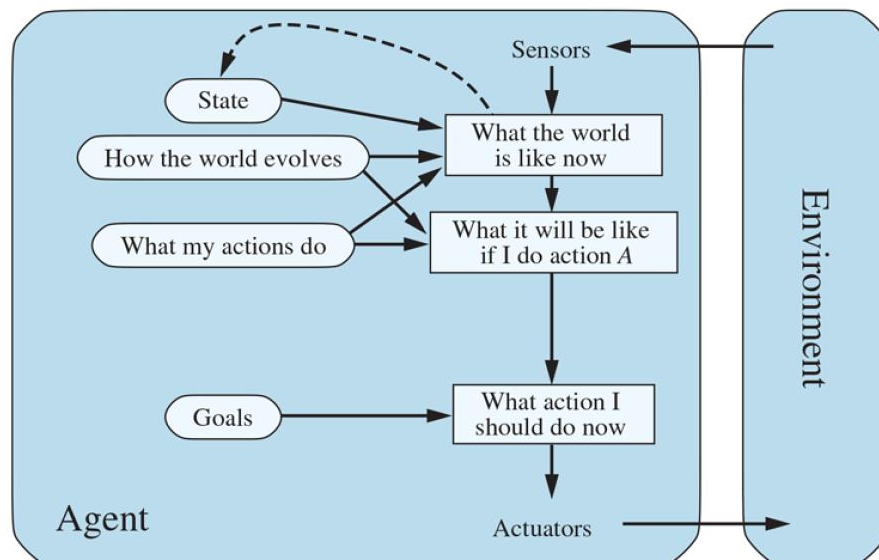 Sensors
State
What the world
is like now
How the world evolves
What my actions do
What it will be like
if I do action A
Goals
What action I
should do now
Agent
Actuators
Environment